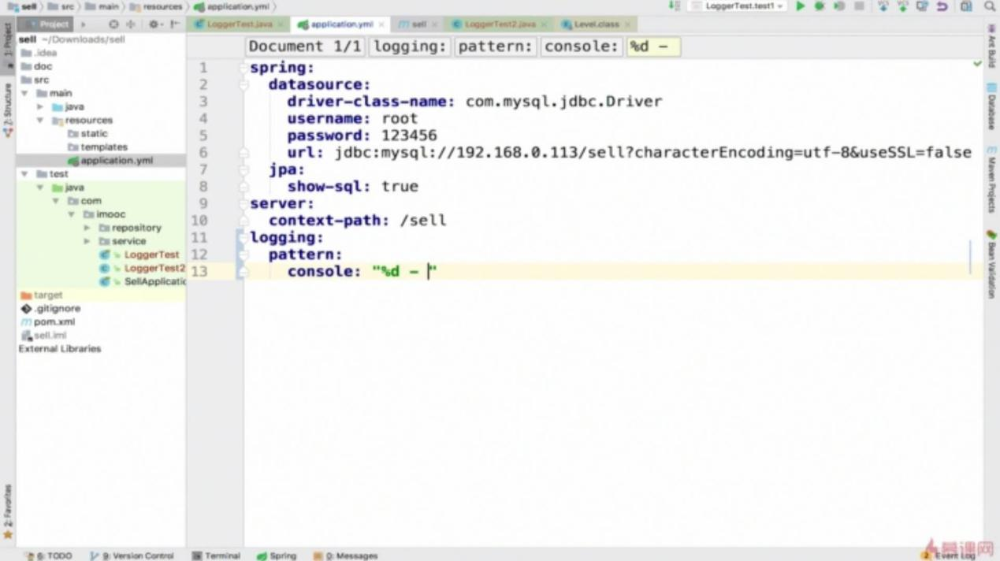 sell src main resources application.yml LoggerTest.test1
Project LoggerTest.java application.yml sell LoggerTest2.java Level.class
Document 1/1 logging: pattern: console: %d -
1: Project
2: Structure
2: Favorites
Ant Build
Database
Maven Projects
Bean Validation
sell ~/Downloads/sell
.idea
doc
src
main
java
resources
static
templates
application.yml
test
java
com
imooc
repository
service
LoggerTest
LoggerTest2
SellApplicatic
target
.gitignore
pom.xml
sell.iml
External Libraries
1 spring:
2 datasource:
3 driver-class-name: com.mysql.jdbc.Driver
4 username: root
5 password: 123456
6 url: jdbc:mysql://192.168.0.113/sell?characterEncoding=utf-8&useSSL=false
7 jpa:
8 show-sql: true
9 server:
10 context-path: /sell
11 logging:
12 pattern:
13 console: "%d - "
慕课网
6: TODO 9: Version Control Terminal Spring 0: Messages 2 Event Log